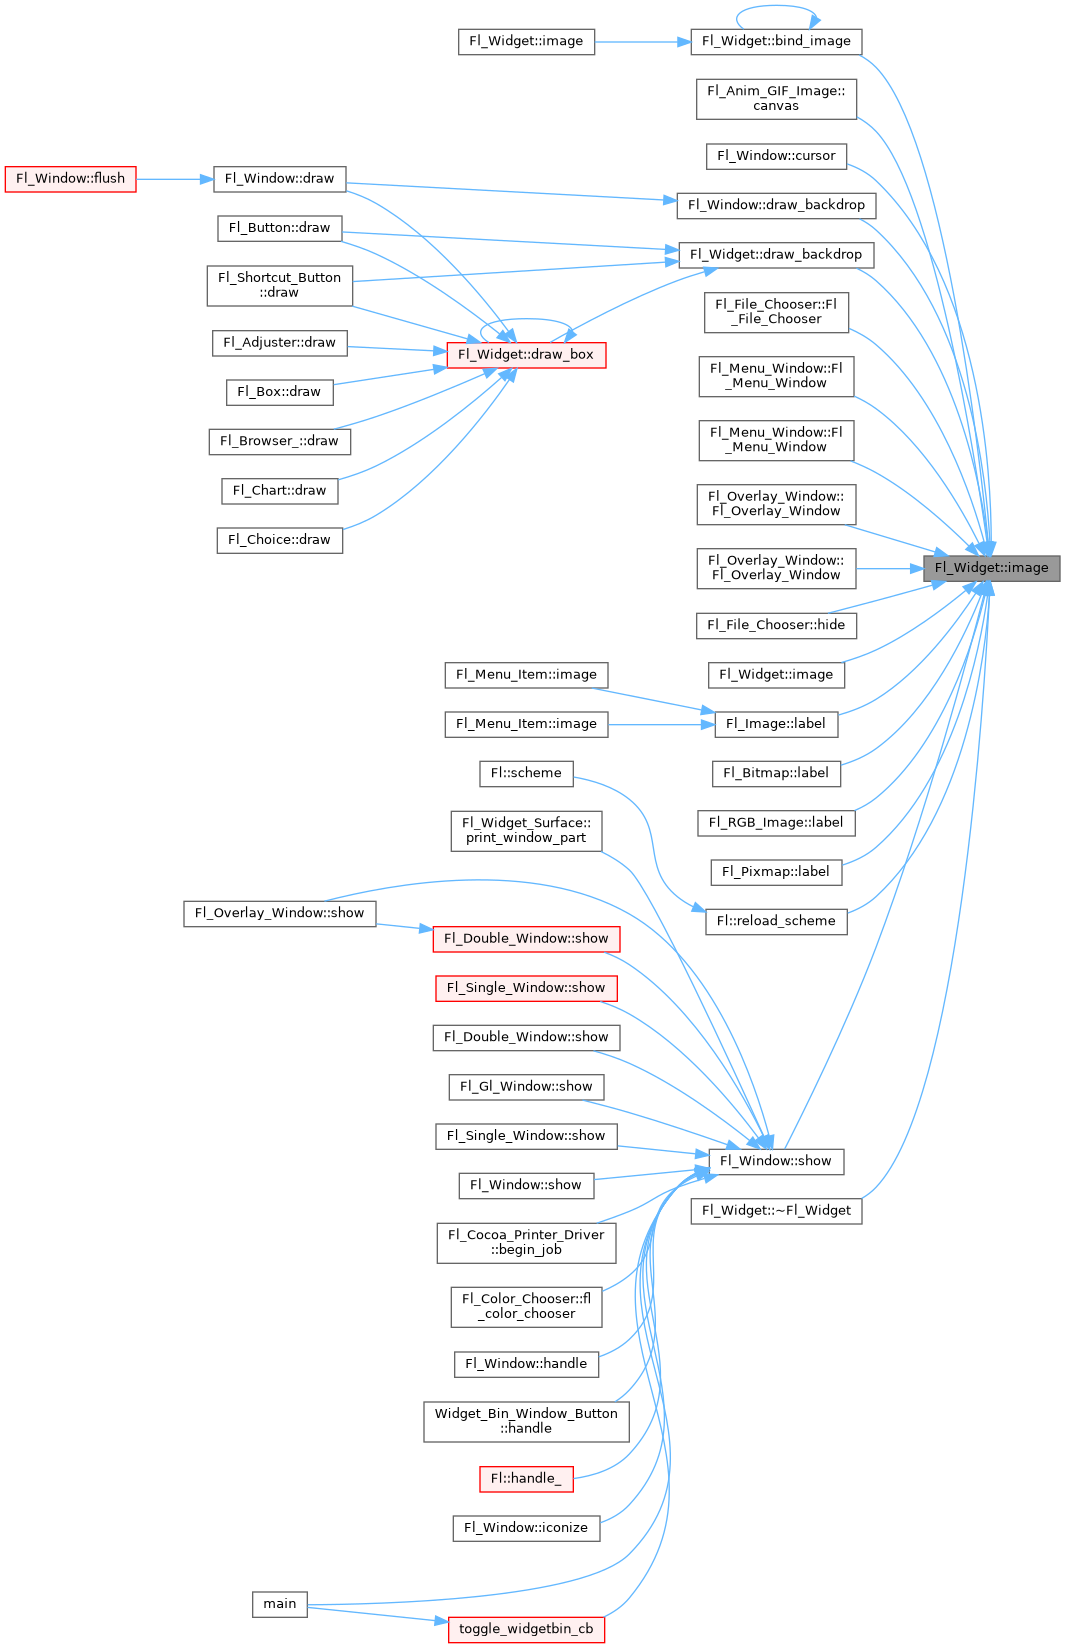 Fl_Widget::image
Fl_Widget::bind_image
Fl_Anim_GIF_Image::
canvas
Fl_Window::cursor
Fl_Window::flush
Fl_Window::draw
Fl_Window::draw_backdrop
Fl_Button::draw
Fl_Widget::draw_backdrop
Fl_Shortcut_Button
::draw
Fl_File_Chooser::Fl
_File_Chooser
Fl_Adjuster::draw
Fl_Widget::draw_box
Fl_Menu_Window::Fl
_Menu_Window
Fl_Box::draw
Fl_Browser_::draw
Fl_Menu_Window::Fl
_Menu_Window
Fl_Chart::draw
Fl_Overlay_Window::
Fl_Overlay_Window
Fl_Choice::draw
Fl_Overlay_Window::
Fl_Overlay_Window
Fl_Widget::image
Fl_File_Chooser::hide
Fl_Menu_Item::image
Fl_Widget::image
Fl_Menu_Item::image
Fl_Image::label
Fl::scheme
Fl_Bitmap::label
Fl_Widget_Surface::
print_window_part
Fl_RGB_Image::label
Fl_Pixmap::label
Fl_Overlay_Window::show
Fl::reload_scheme
Fl_Double_Window::show
Fl_Single_Window::show
Fl_Double_Window::show
Fl_Gl_Window::show
Fl_Single_Window::show
Fl_Window::show
Fl_Window::show
Fl_Widget::~Fl_Widget
Fl_Cocoa_Printer_Driver
::begin_job
Fl_Color_Chooser::fl
_color_chooser
Fl_Window::handle
Widget_Bin_Window_Button
::handle
Fl::handle_
Fl_Window::iconize
main
toggle_widgetbin_cb